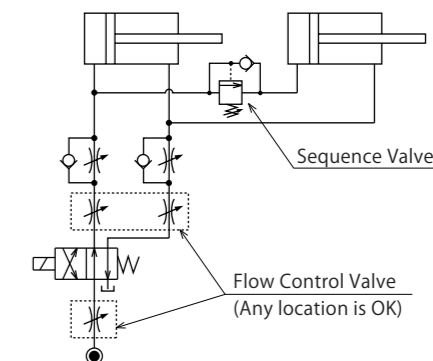 Sequence Valve
Flow Control Valve
(Any location is OK)